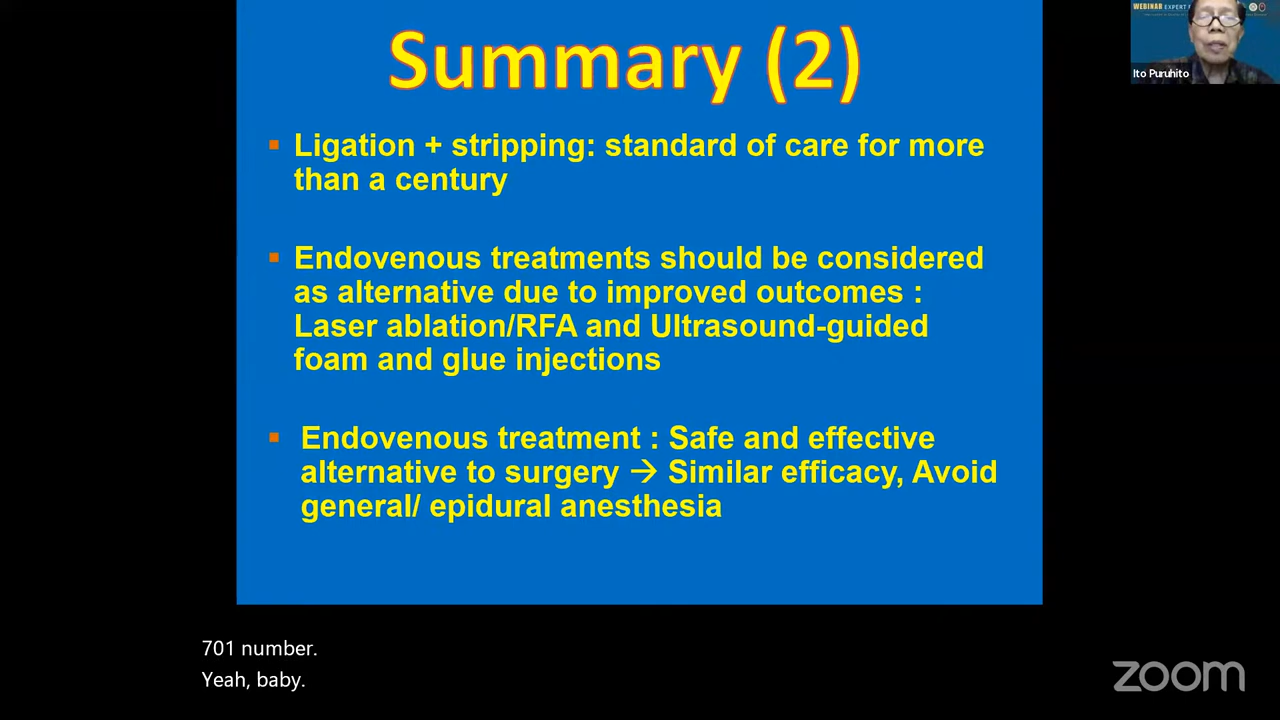 WEBINAR EXPERT
Ito Puruhito
Summary (2)
▪ Ligation + stripping: standard of care for more
than a century
▪ Endovenous treatments should be considered
as alternative due to improved outcomes :
Laser ablation/RFA and Ultrasound-guided
foam and glue injections
▪ Endovenous treatment : Safe and effective
alternative to surgery → Similar efficacy, Avoid
general/ epidural anesthesia
701 number.
Yeah, baby.
zoom